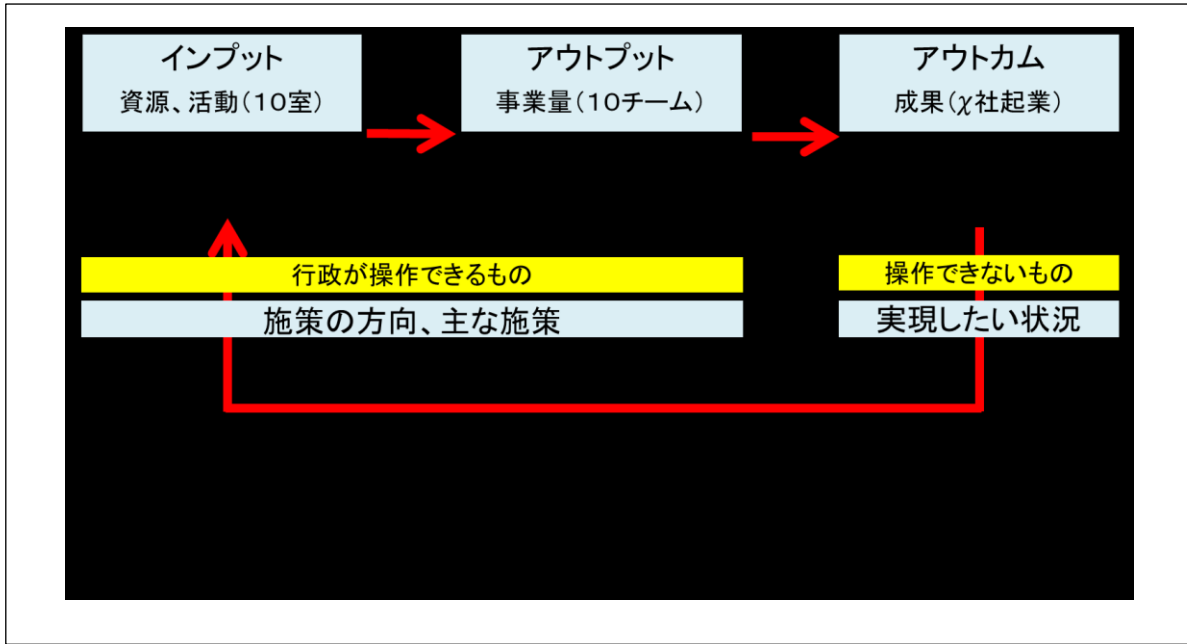 インプット
資源、活動(10室)
アウトプット
事業量(10チーム)
アウトカム
成果(χ社起業)
行政が操作できるもの
操作できないもの
施策の方向、主な施策
実現したい状況